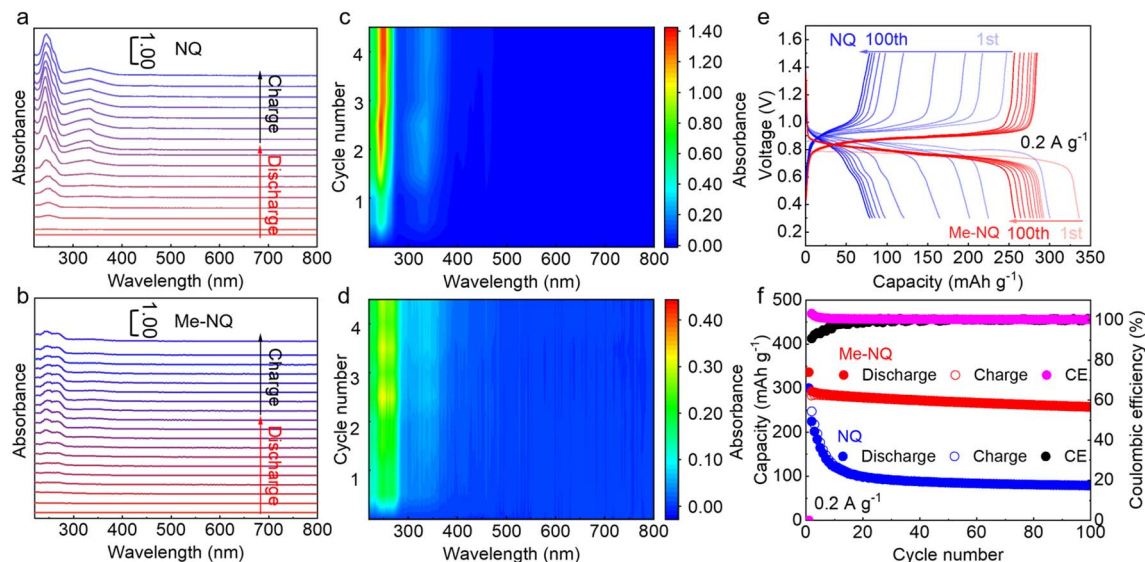 a
1.00
NQ
Charge
Discharge
Absorbance
300 400 500 600 700 800
Wavelength (nm)
b
1.00
Me-NQ
Charge
Discharge
Absorbance
300 400 500 600 700 800
Wavelength (nm)
c
4
3
2
1
Cycle number
300 400 500 600 700 800
Wavelength (nm)
1.40
1.20
1.00
0.80
0.60
0.40
0.20
0.00
Absorbance
d
4
3
2
1
Cycle number
300 400 500 600 700 800
Wavelength (nm)
0.40
0.30
0.20
0.10
0.00
Absorbance
e
1.6
1.4
1.2
1.0
0.8
0.6
0.4
0.2
Voltage (V)
NQ 100th 1st
0.2 A g⁻¹
Me-NQ 100th 1st
0 50 100 150 200 250 300 350
Capacity (mAh g⁻¹)
f
500
400
300
200
100
0
Capacity (mAh g⁻¹)
Me-NQ
Discharge Charge CE
NQ
Discharge Charge CE
0.2 A g⁻¹
100
80
60
40
20
0
Coulombic efficiency (%)
0 20 40 60 80 100
Cycle number